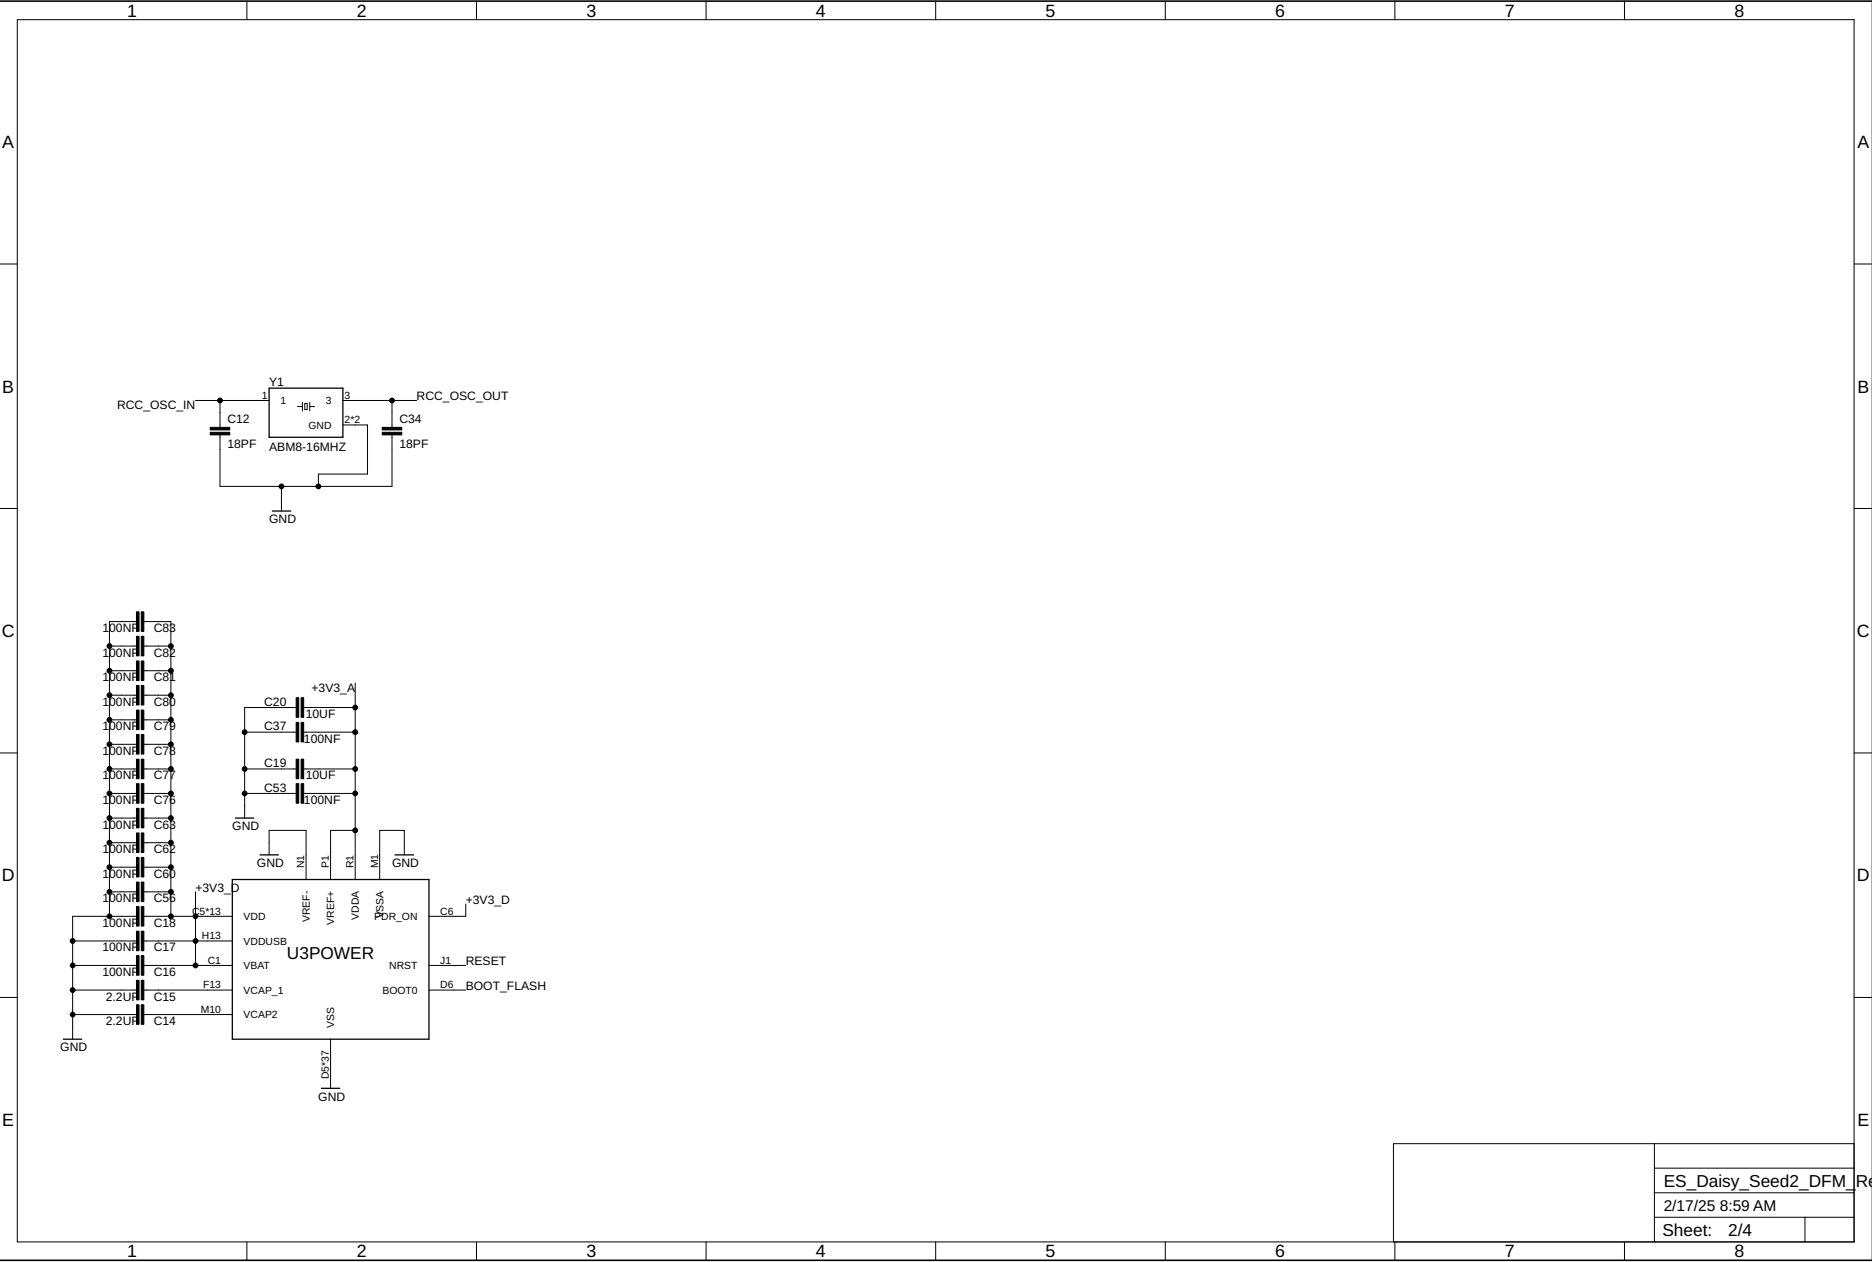 1 2 3 4 5 6 7 8
A A
B B
Y1
1 1 3 3
RCC_OSC_IN RCC_OSC_OUT
C12 GND 2*2 C34
18PF ABM8-16MHZ 18PF
GND
C C
100NF C83
100NF C82
100NF C81
100NF C80
100NF C79
100NF C78
100NF C77
100NF C76
100NF C63
100NF C62
100NF C60
100NF C56
100NF C18
100NF C17
100NF C16
2.2UF C15
2.2UF C14
GND
+3V3_A
C20 10UF
C37 100NF
C19 10UF
C53 100NF
GND
GND N1 P1 R1 M1 GND
D D
+3V3_D
VREF- VREF+ VDDA VSSA
C5*13 VDD PDR_ON C6 +3V3_D
H13 VDDUSB
U3POWER
C1 VBAT NRST J1 RESET
F13 VCAP_1 BOOT0 D6 BOOT_FLASH
M10 VCAP2
VSS
D5*37
GND
E E
ES_Daisy_Seed2_DFM_Re
2/17/25 8:59 AM
Sheet: 2/4
1 2 3 4 5 6 7 8